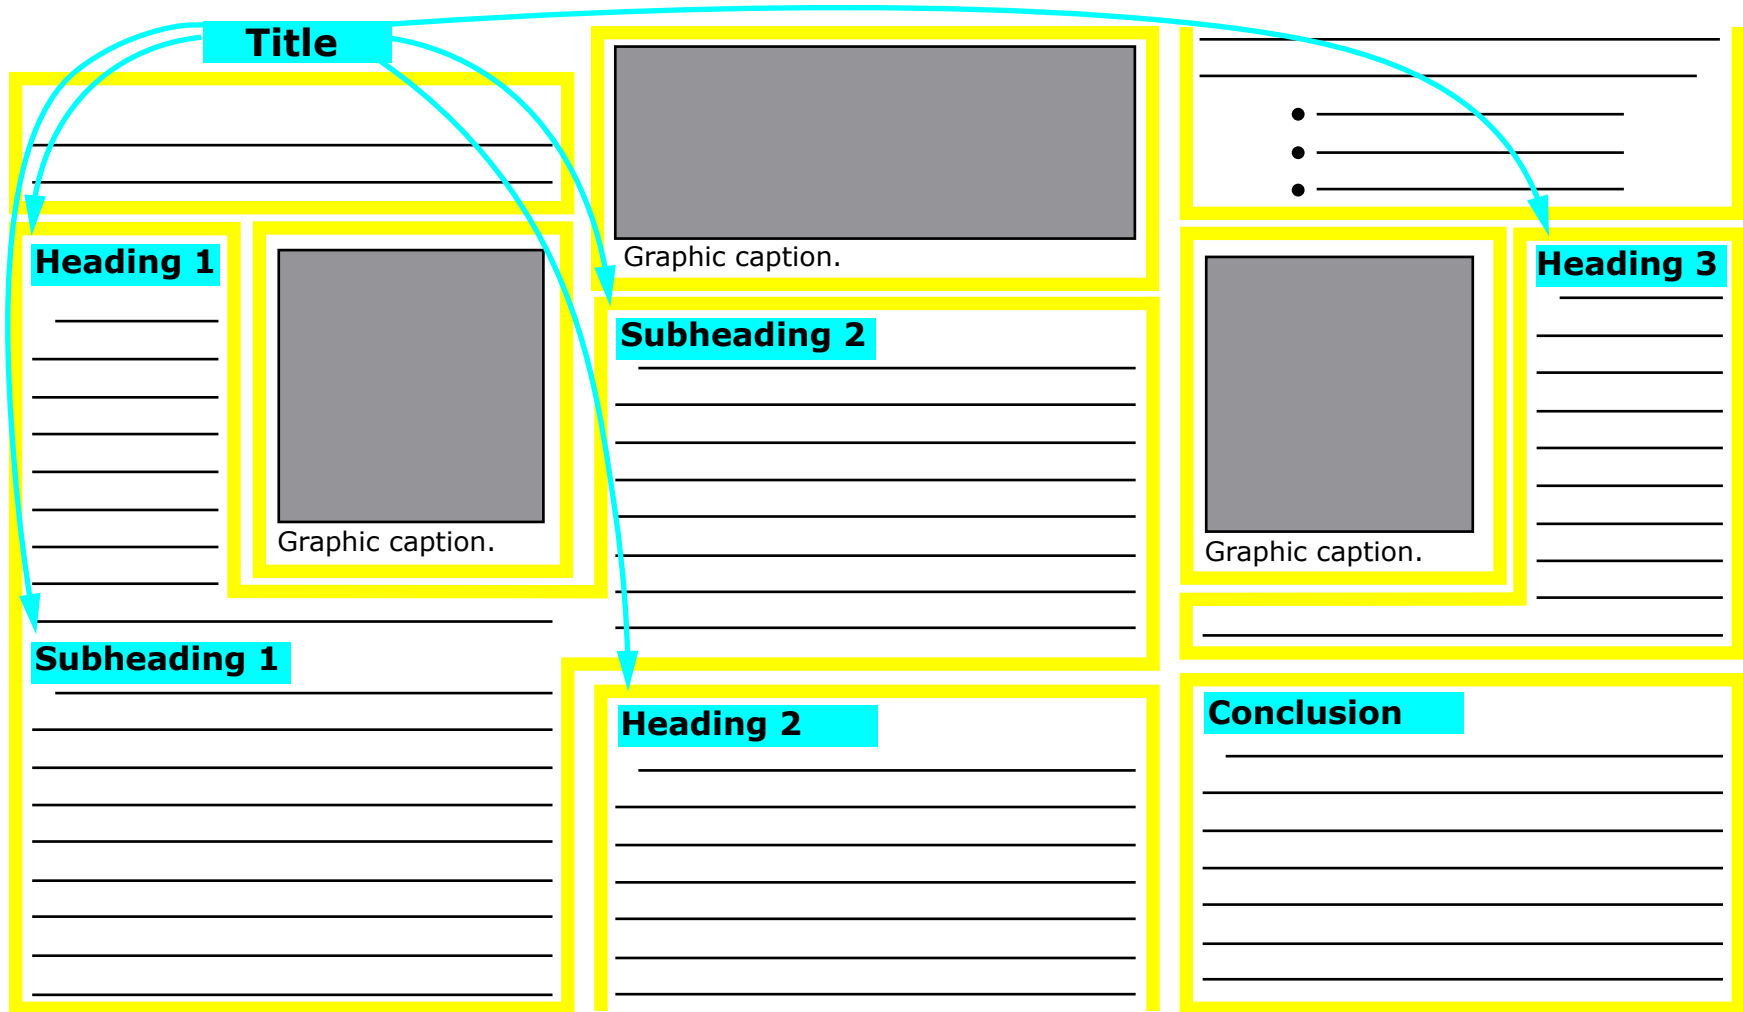 Title
Heading 1
Graphic caption.
Subheading 1
Graphic caption.
Subheading 2
Heading 2
Graphic caption.
Heading 3
Conclusion